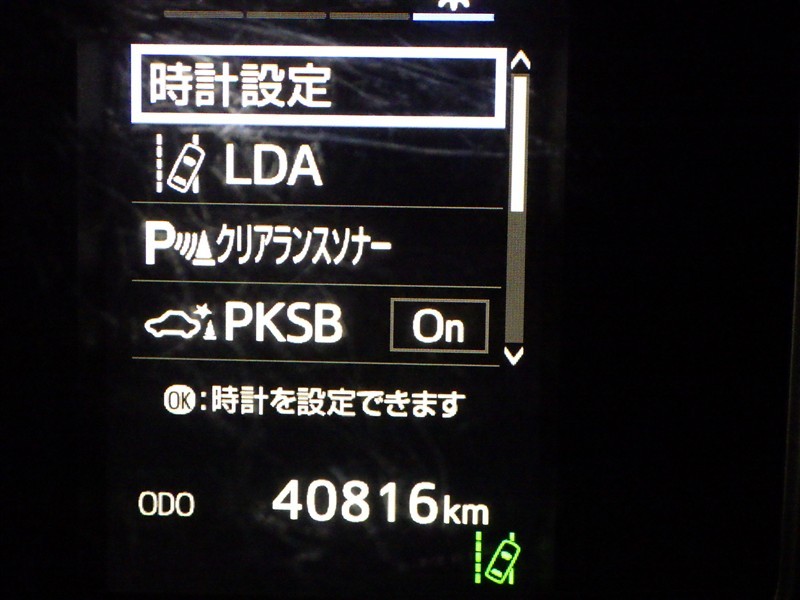 時計設定
LDA
P クリアランスソナー
PKSB On
OK:時計を設定できます
ODO 40816km